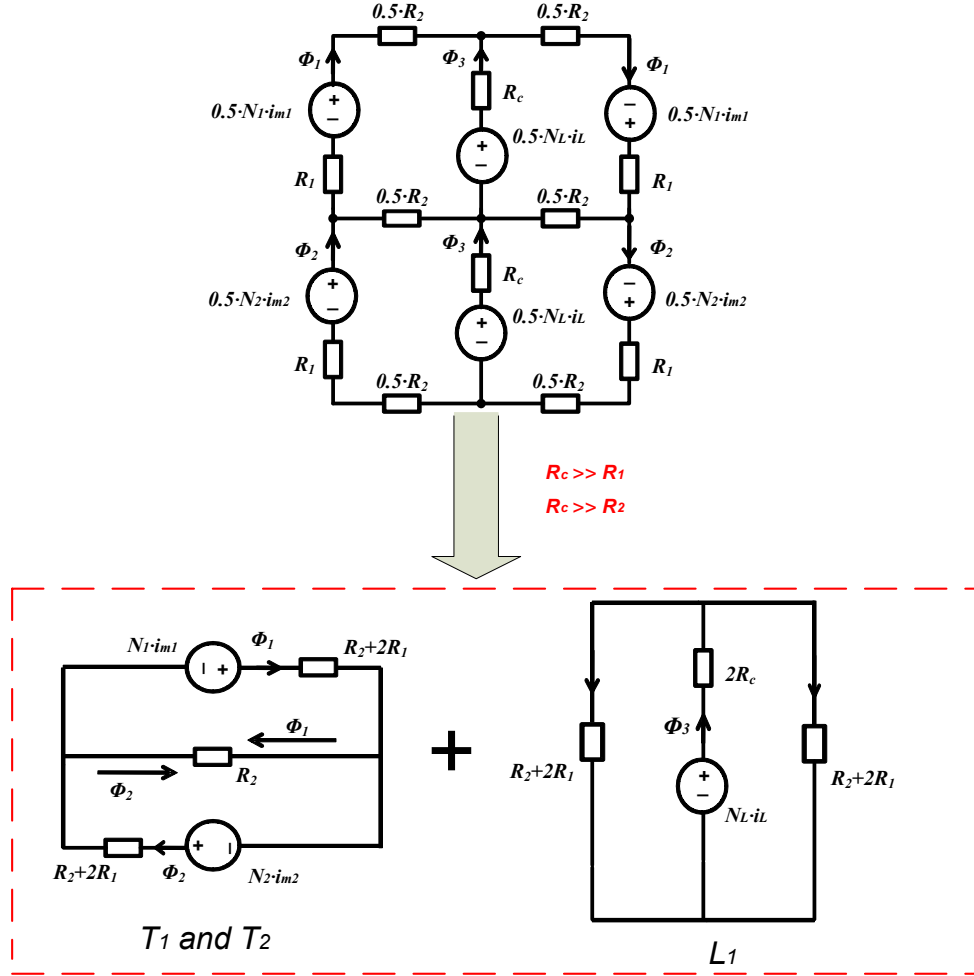 0.5·R2 0.5·R2
Φ1 Φ3 Φ1
+ Rc −
0.5·N1·im1 − + 0.5·N1·im1
+ 0.5·NL·iL
R1 − R1
0.5·R2 0.5·R2
Φ2 Φ3 Φ2
+ Rc −
0.5·N2·im2 − + 0.5·N2·im2
+ 0.5·NL·iL
R1 − R1
0.5·R2 0.5·R2
Rc >> R1
Rc >> R2
N1·im1 Φ1 R2+2R1
− +
Φ1
R2
Φ2
R2+2R1 + −
Φ2 N2·im2
T1 and T2
+
2Rc
Φ3
R2+2R1 + R2+2R1
−
NL·iL
L1